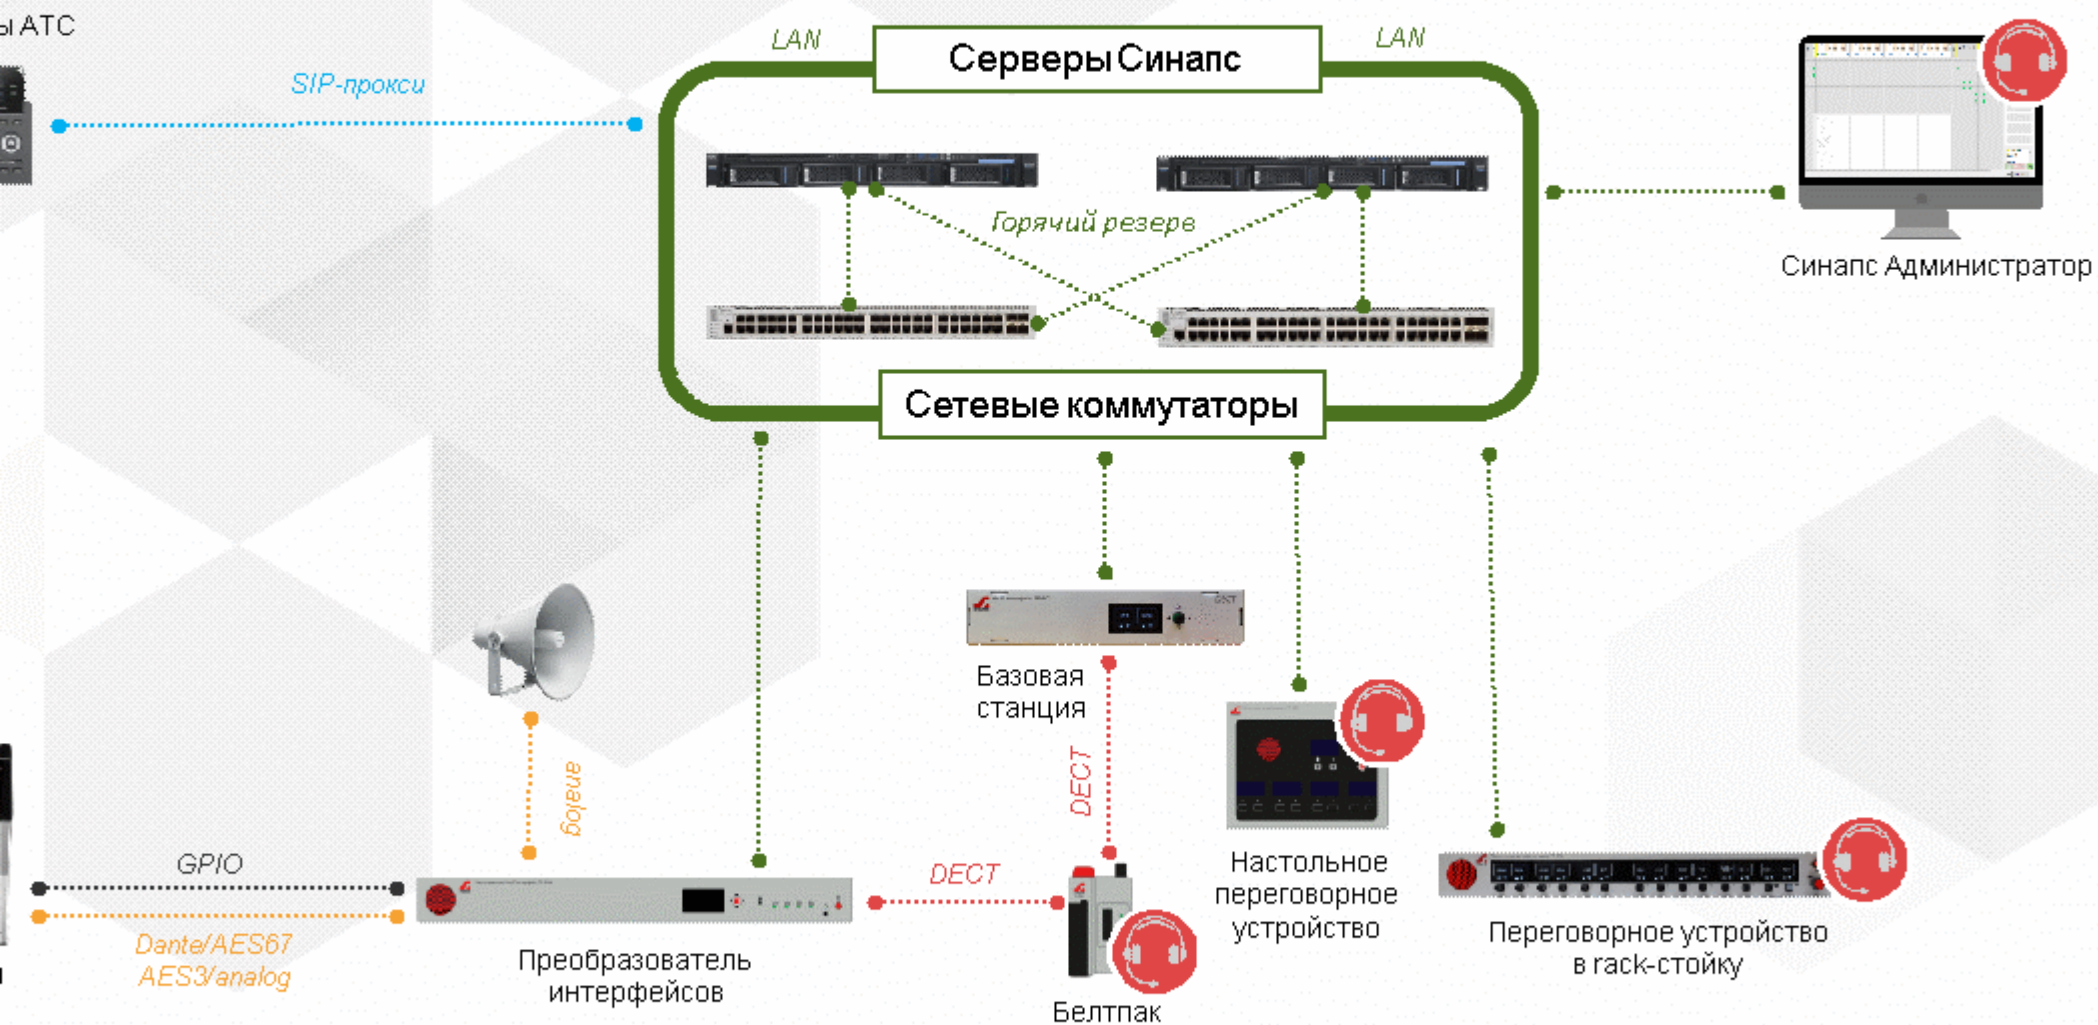 ы АТС
SIP-прокси
LAN
Серверы Синапс
LAN
Горячий резерв
Синапс Администратор
Сетевые коммутаторы
analog
Базовая
станция
DECT
GPIO
Dante/AES67
AES3/analog
Преобразователь
интерфейсов
DECT
Белтпак
Настольное
переговорное
устройство
Переговорное устройство
в rack-стойку